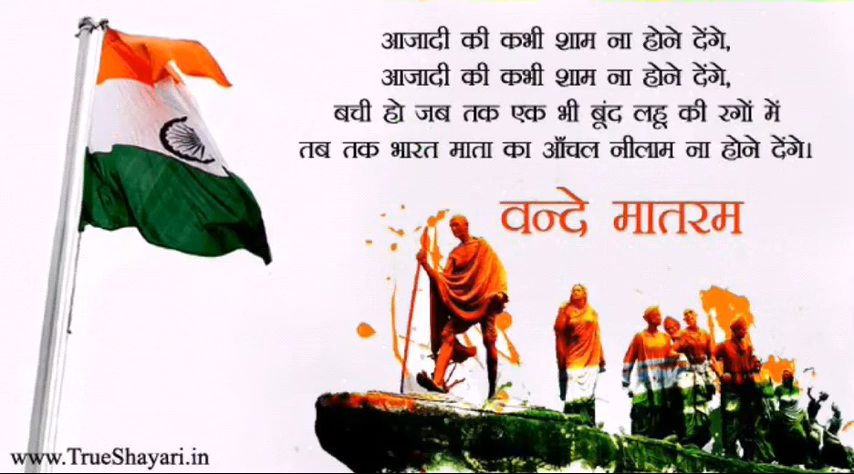 आजादी की कभी शाम ना होने देंगे,
आजादी की कभी शाम ना होने देंगे,
बची हो जब तक एक भी बूंद लहू की रगों में
तब तक भारत माता का आँचल नीलाम ना होने देंगे।
वन्दे मातरम
www.TrueShayari.in